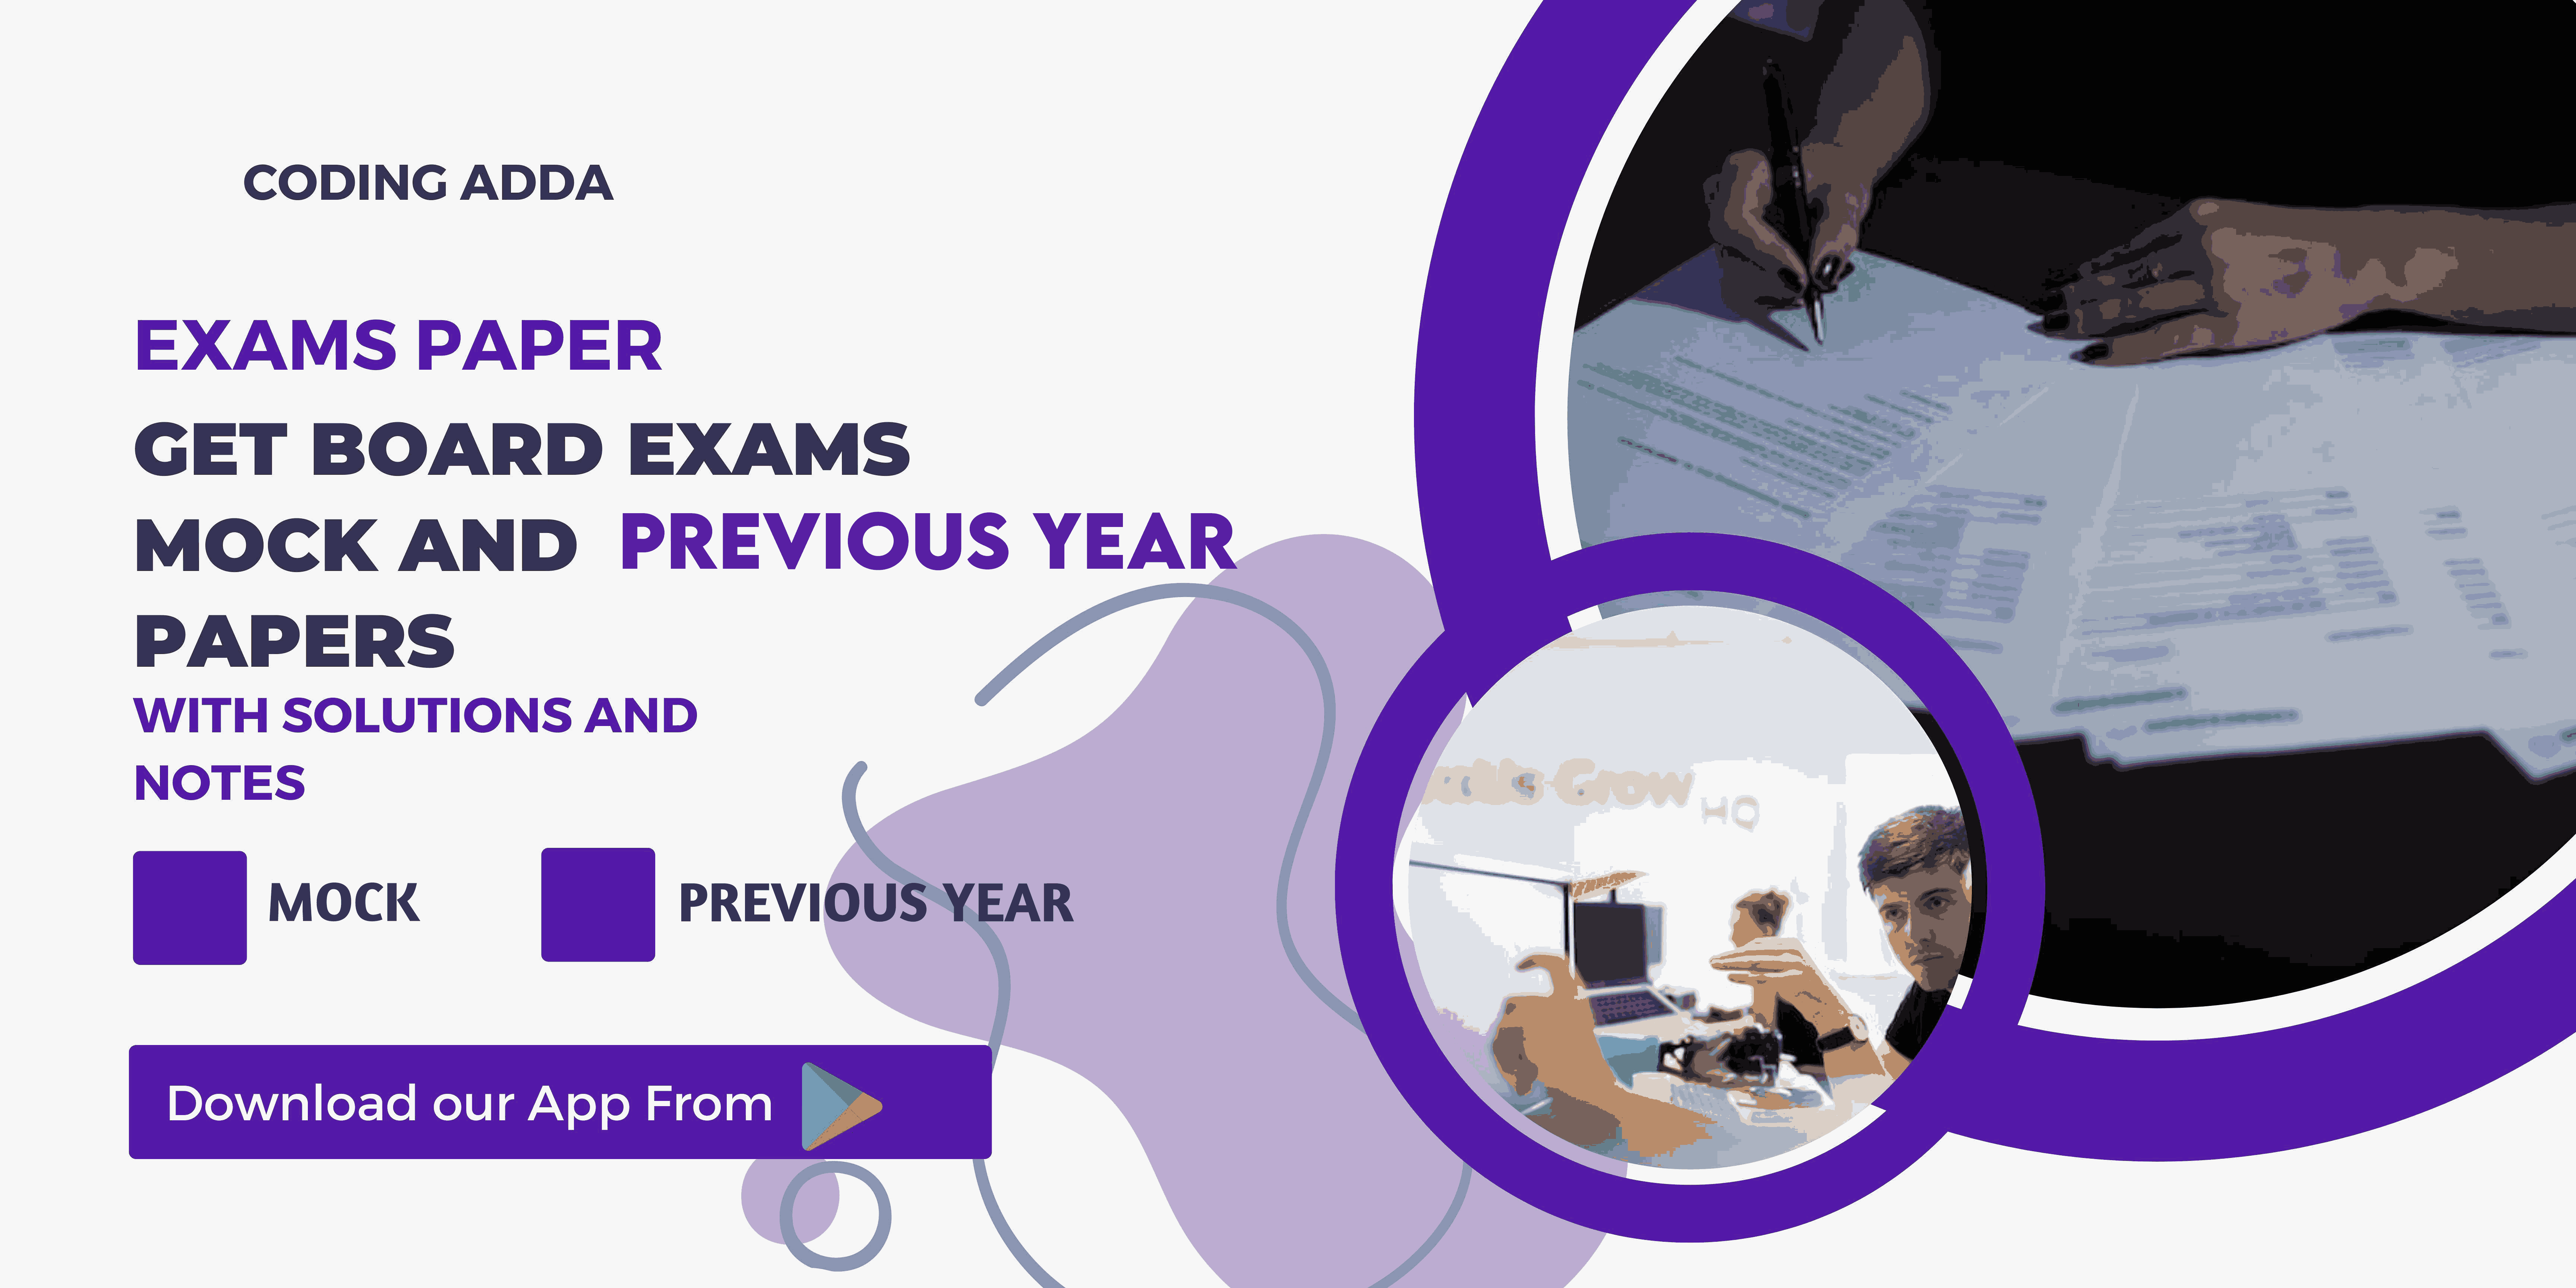 CODING ADDA
EXAMS PAPER
GET BOARD EXAMS
MOCK AND PREVIOUS YEAR
PAPERS
WITH SOLUTIONS AND
NOTES
MOCK
PREVIOUS YEAR
Download our App From
Grow